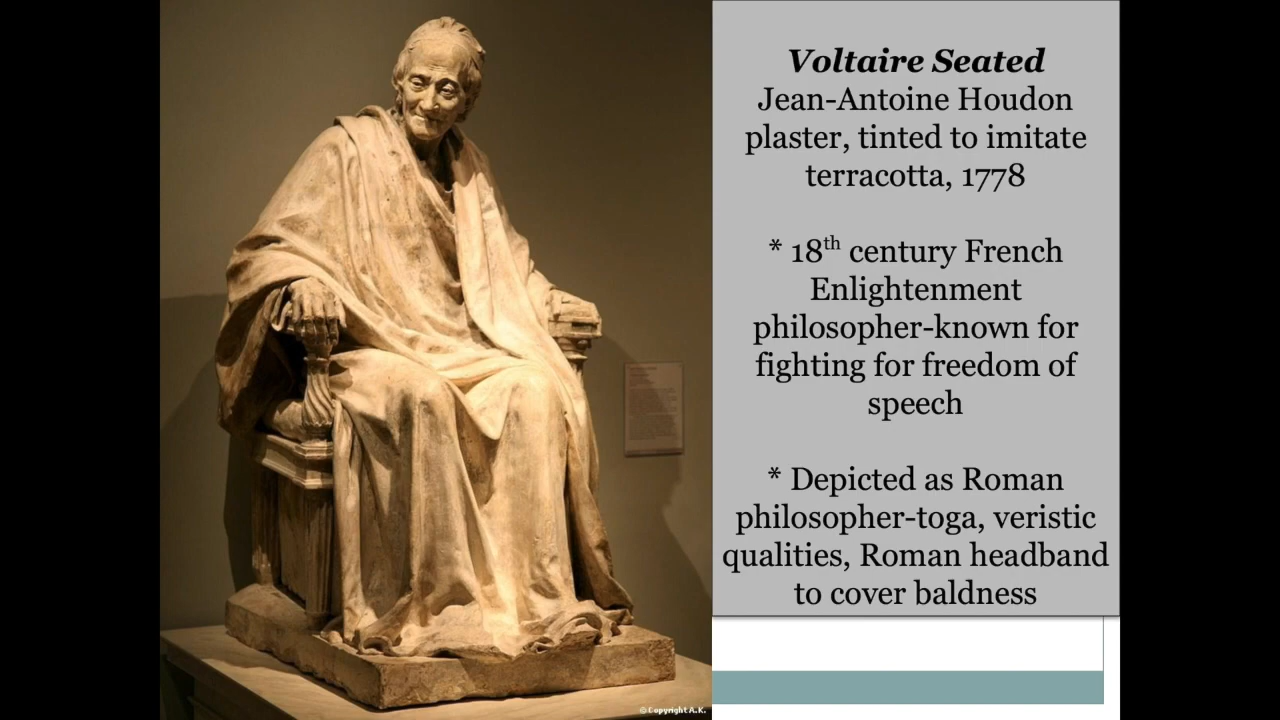 Voltaire Seated
Jean-Antoine Houdon
plaster, tinted to imitate
terracotta, 1778
* 18th century French
Enlightenment
philosopher-known for
fighting for freedom of
speech
* Depicted as Roman
philosopher-toga, veristic
qualities, Roman headband
to cover baldness
© Copyright A.K.